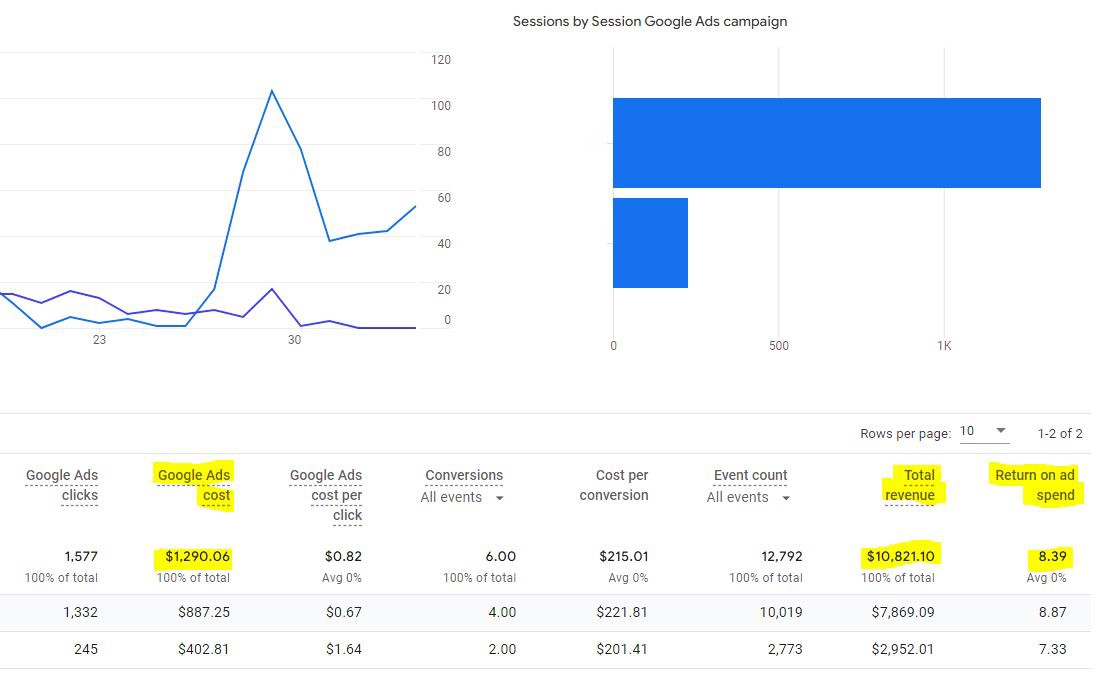 Sessions by Session Google Ads campaign
120
100
80
60
40
20
0
23 30
0 500 1K
Rows per page: 10 1-2 of 2
Google Ads clicks Google Ads cost Google Ads cost per click Conversions All events Cost per conversion Event count All events Total revenue Return on ad spend
1,577 $1,290.06 $0.82 6.00 $215.01 12,792 $10,821.10 8.39
100% of total 100% of total Avg 0% 100% of total Avg 0% 100% of total 100% of total Avg 0%
1,332 $887.25 $0.67 4.00 $221.81 10,019 $7,869.09 8.87
245 $402.81 $1.64 2.00 $201.41 2,773 $2,952.01 7.33